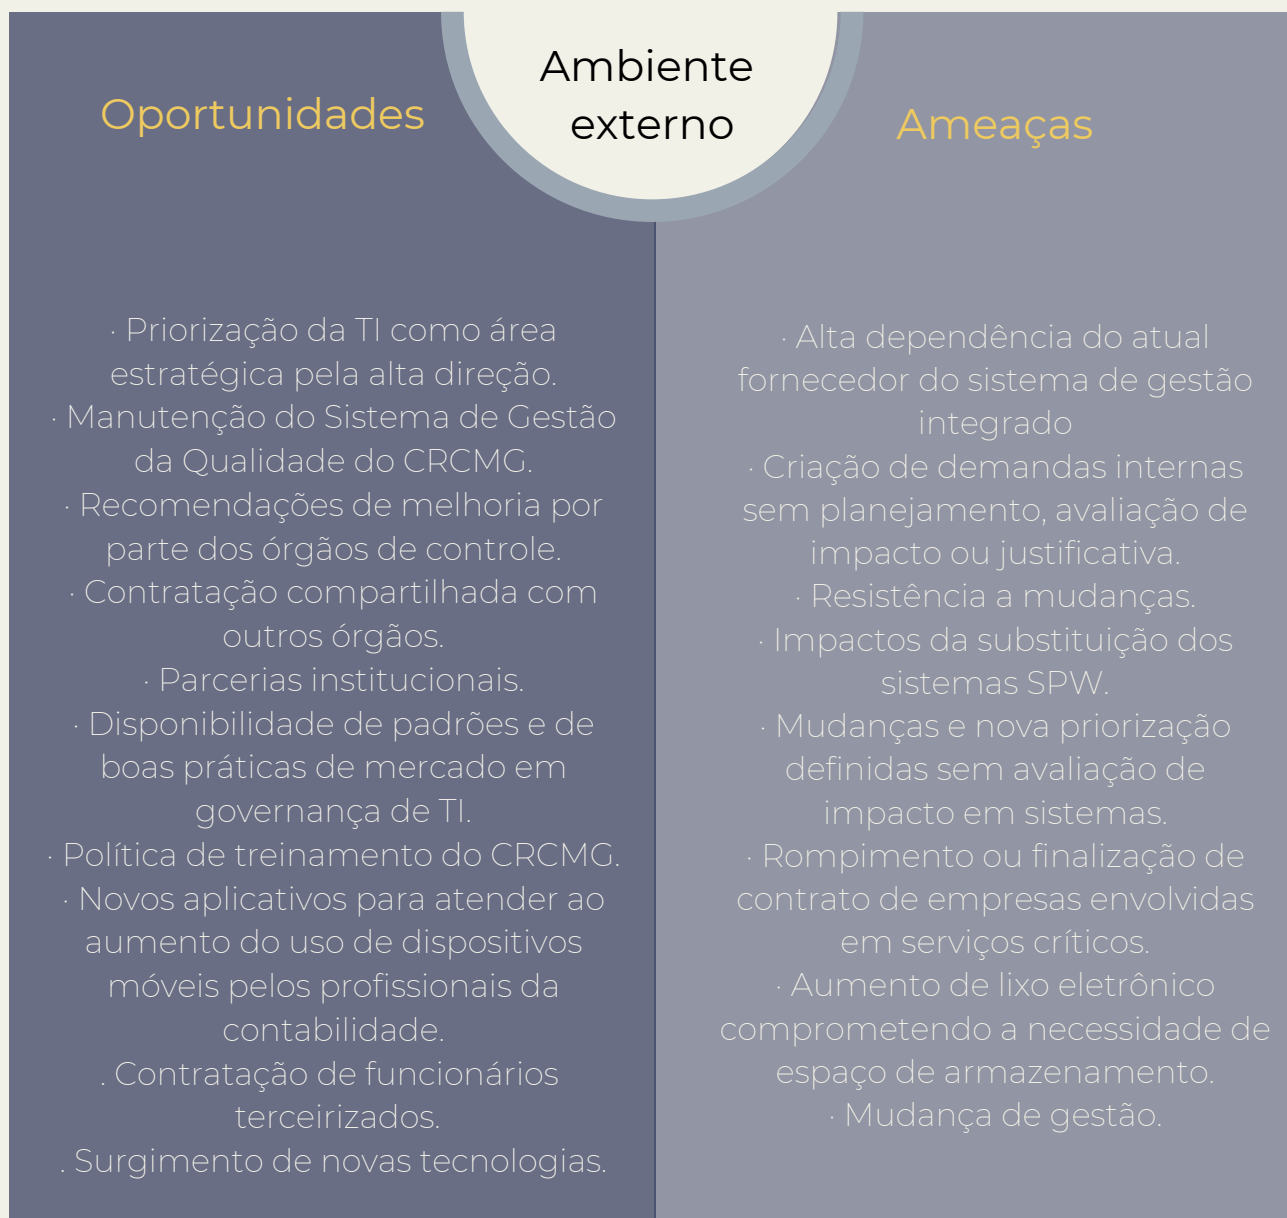 Ambiente
externo
Oportunidades
· Priorização da TI como área
estratégica pela alta direção.
· Manutenção do Sistema de Gestão
da Qualidade do CRCMG.
· Recomendações de melhoria por
parte dos órgãos de controle.
· Contratação compartilhada com
outros órgãos.
· Parcerias institucionais.
· Disponibilidade de padrões e de
boas práticas de mercado em
governança de TI.
· Política de treinamento do CRCMG.
· Novos aplicativos para atender ao
aumento do uso de dispositivos
móveis pelos profissionais da
contabilidade.
. Contratação de funcionários
terceirizados.
. Surgimento de novas tecnologias.
Ameaças
· Alta dependência do atual
fornecedor do sistema de gestão
integrado
· Criação de demandas internas
sem planejamento, avaliação de
impacto ou justificativa.
· Resistência a mudanças.
· Impactos da substituição dos
sistemas SPW.
· Mudanças e nova priorização
definidas sem avaliação de
impacto em sistemas.
· Rompimento ou finalização de
contrato de empresas envolvidas
em serviços críticos.
· Aumento de lixo eletrônico
comprometendo a necessidade de
espaço de armazenamento.
· Mudança de gestão.